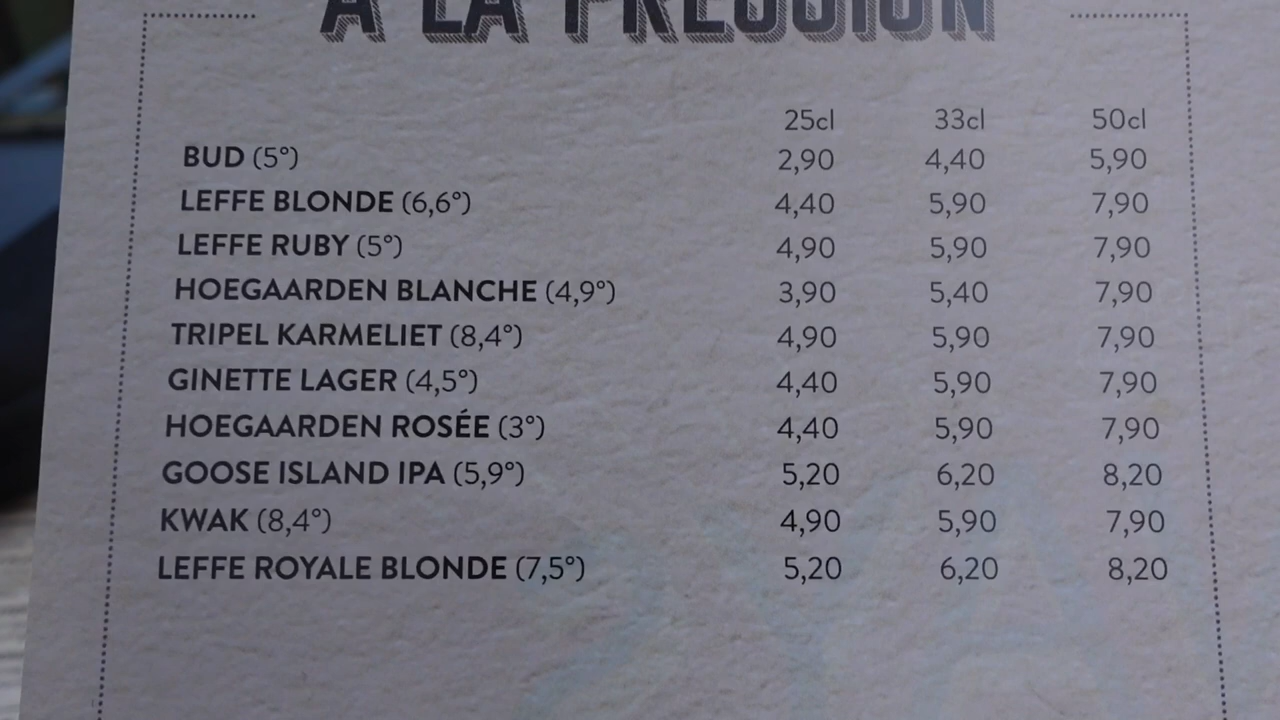 A LA PRESSION
25cl 33cl 50cl
BUD (5°) 2,90 4,40 5,90
LEFFE BLONDE (6,6°) 4,40 5,90 7,90
LEFFE RUBY (5°) 4,90 5,90 7,90
HOEGAARDEN BLANCHE (4,9°) 3,90 5,40 7,90
TRIPEL KARMELIET (8,4°) 4,90 5,90 7,90
GINETTE LAGER (4,5°) 4,40 5,90 7,90
HOEGAARDEN ROSÉE (3°) 4,40 5,90 7,90
GOOSE ISLAND IPA (5,9°) 5,20 6,20 8,20
KWAK (8,4°) 4,90 5,90 7,90
LEFFE ROYALE BLONDE (7,5°) 5,20 6,20 8,20